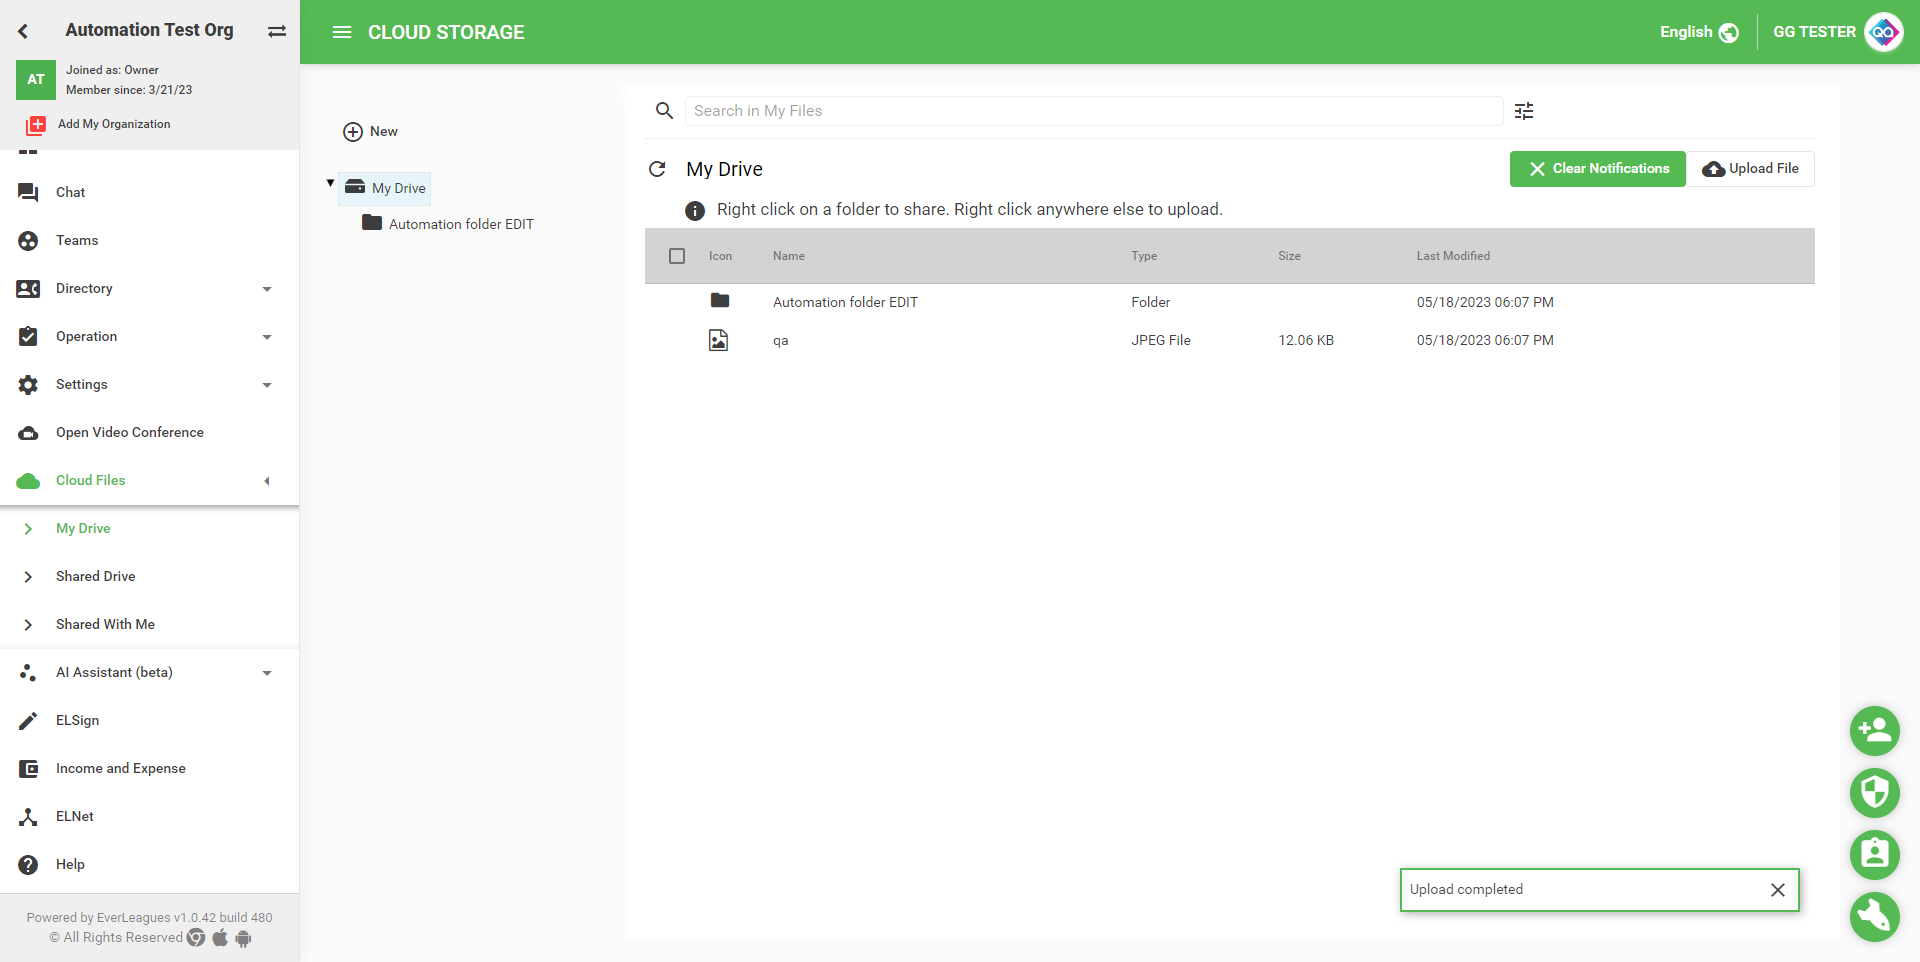 Automation Test Org
AT
Joined as: Owner
Member since: 3/21/23
Add My Organization
Chat
Teams
Directory
Operation
Settings
Open Video Conference
Cloud Files
My Drive
Shared Drive
Shared With Me
AI Assistant (beta)
ELSign
Income and Expense
ELNet
Help
Powered by EverLeagues v1.0.42 build 480
© All Rights Reserved
CLOUD STORAGE
English
GG TESTER
QA
New
My Drive
Automation folder EDIT
Search in My Files
My Drive
Clear Notifications
Upload File
Right click on a folder to share. Right click anywhere else to upload.
Icon Name Type Size Last Modified
Automation folder EDIT Folder 05/18/2023 06:07 PM
qa JPEG File 12.06 KB 05/18/2023 06:07 PM
Upload completed